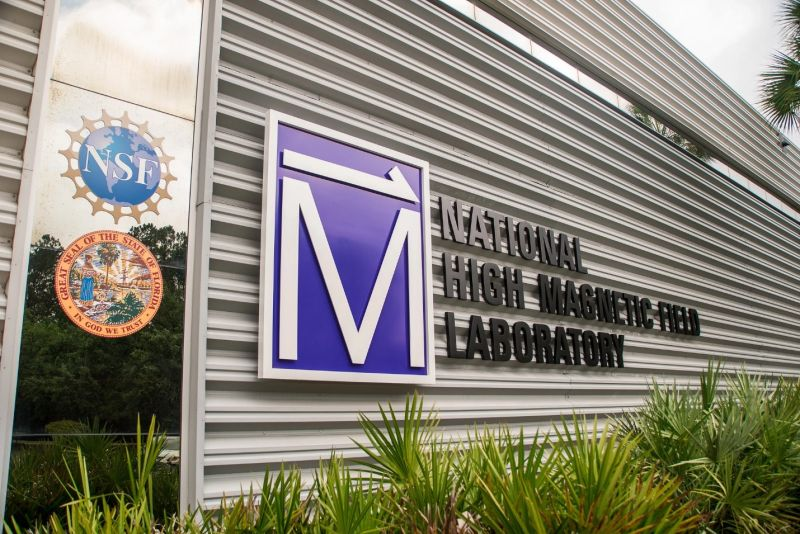 NSF
GREAT SEAL OF THE STATE OF FLORIDA
IN GOD WE TRUST
M
NATIONAL
HIGH MAGNETIC FIELD
LABORATORY